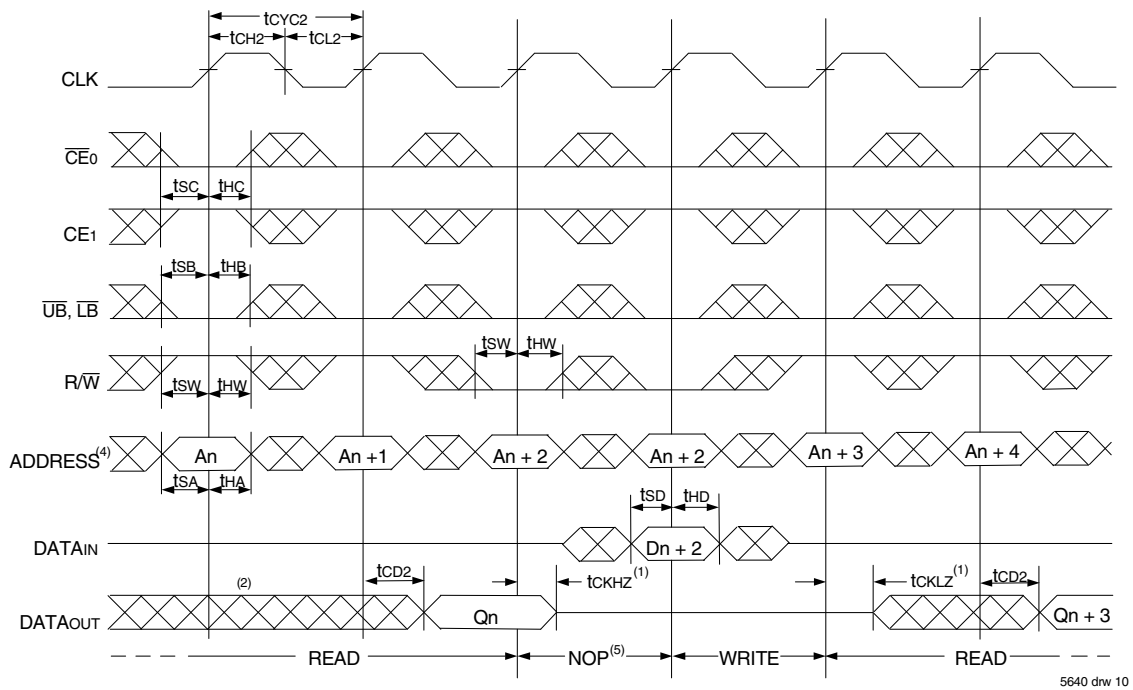 tCYC2
tCH2 tCL2
CLK
CE0
tSC tHC
CE1
tSB tHB
UB, LB
tSW tHW
R/W
tSW tHW
ADDRESS(4) An An +1 An + 2 An + 2 An + 3 An + 4
tSA tHA
tSD tHD
DATAIN Dn + 2
tCD2 tCKHZ(1) tCKLZ(1) tCD2
(2)
DATAOUT Qn Qn + 3
READ NOP(5) WRITE READ
5640 drw 10